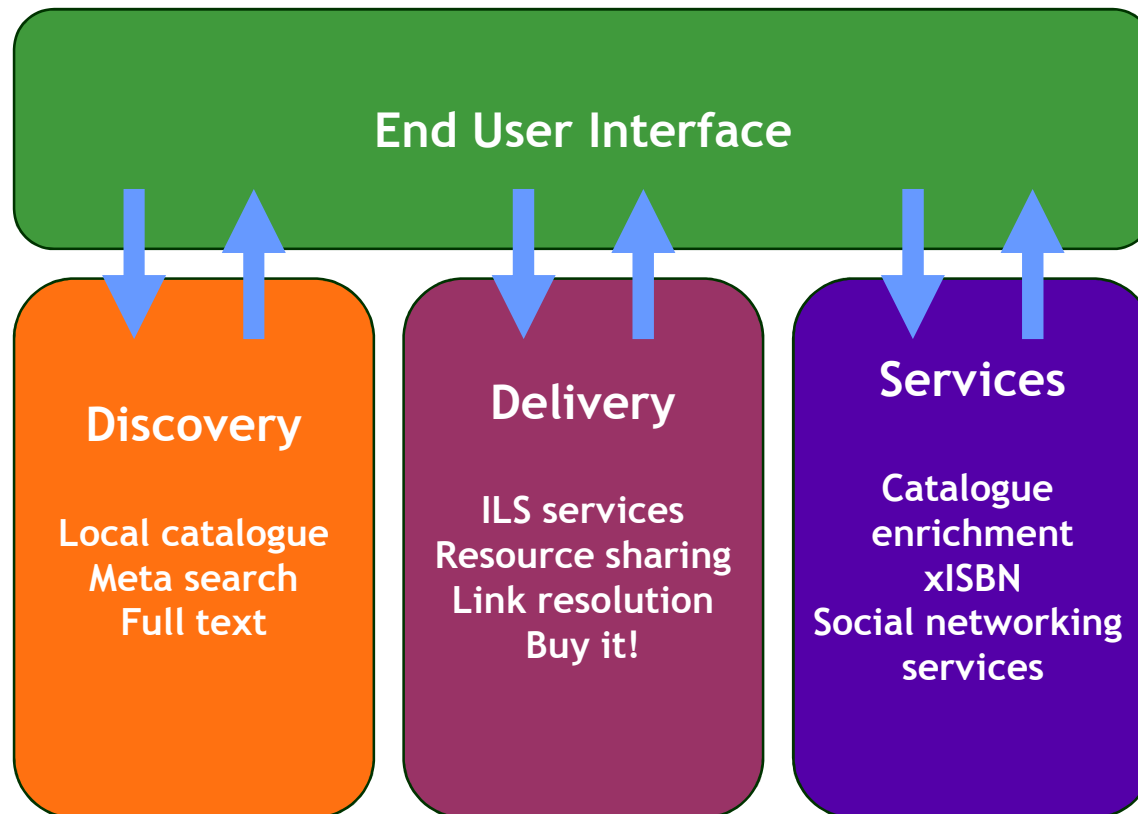 End User Interface
Discovery
Local catalogue
Meta search
Full text
Delivery
ILS services
Resource sharing
Link resolution
Buy it!
Services
Catalogue
enrichment
xISBN
Social networking
services